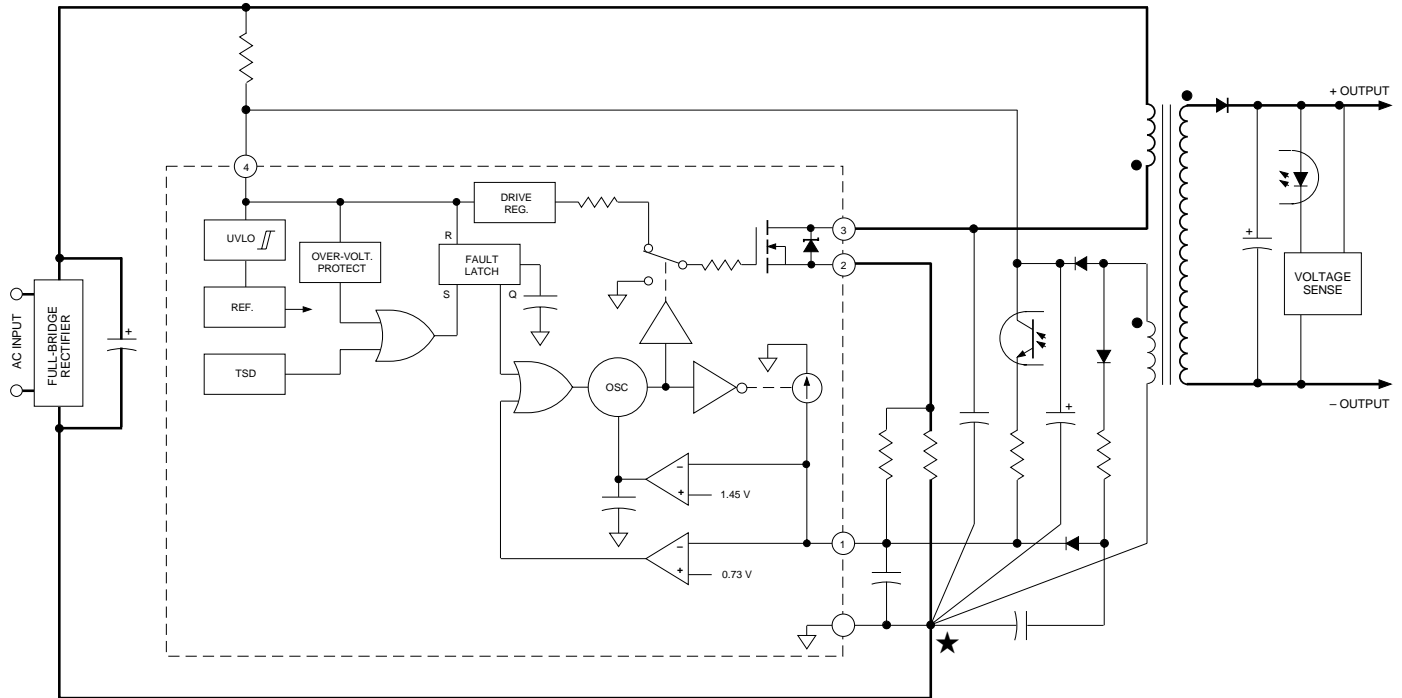 + OUTPUT
4
DRIVE
REG.
R
UVLO
3
OVER-VOLT.
PROTECT
FAULT
LATCH
2
VOLTAGE
SENSE
S
Q
AC INPUT
FULL-BRIDGE
RECTIFIER
+
+
REF.
TSD
OSC
– OUTPUT
+
–
+
1.45 V
1
–
+
0.73 V